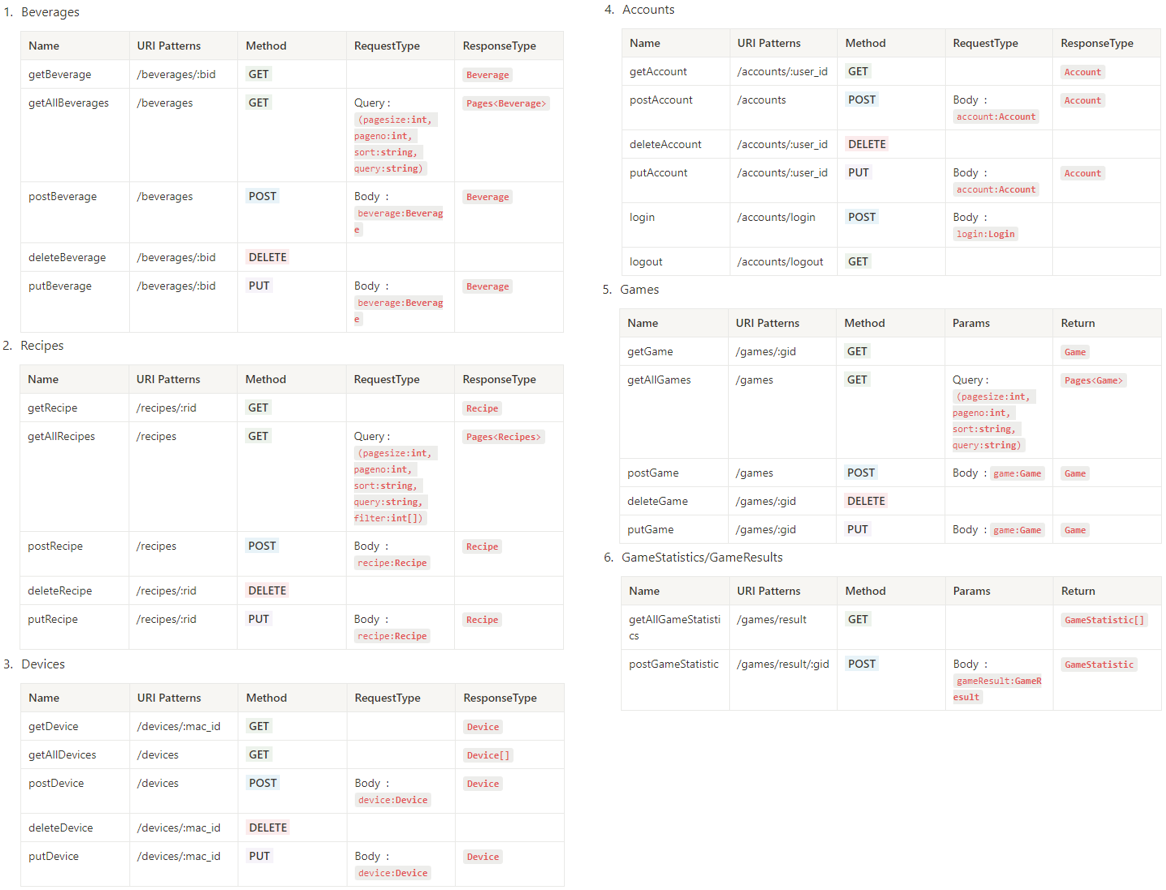 1. Beverages
Name URI Patterns Method RequestType ResponseType
getBeverage /beverages/:bid GET Beverage
getAllBeverages /beverages GET Query : Pages<Beverage>
(pagesize:int,
pageno:int,
sort:string,
query:string)
postBeverage /beverages POST Body : Beverage
beverage:Beverag
e
deleteBeverage /beverages/:bid DELETE
putBeverage /beverages/:bid PUT Body : Beverage
beverage:Beverag
e
2. Recipes
Name URI Patterns Method RequestType ResponseType
getRecipe /recipes/:rid GET Recipe
getAllRecipes /recipes GET Query : Pages<Recipes>
(pagesize:int,
pageno:int,
sort:string,
query:string,
filter:int[])
postRecipe /recipes POST Body : Recipe
recipe:Recipe
deleteRecipe /recipes/:rid DELETE
putRecipe /recipes/:rid PUT Body : Recipe
recipe:Recipe
3. Devices
Name URI Patterns Method RequestType ResponseType
getDevice /devices/:mac_id GET Device
getAllDevices /devices GET Device[]
postDevice /devices POST Body : Device
device:Device
deleteDevice /devices/:mac_id DELETE
putDevice /devices/:mac_id PUT Body : Device
device:Device
4. Accounts
Name URI Patterns Method RequestType ResponseType
getAccount /accounts/:user_id GET Account
postAccount /accounts POST Body : Account
account:Account
deleteAccount /accounts/:user_id DELETE
putAccount /accounts/:user_id PUT Body : Account
account:Account
login /accounts/login POST Body :
login:Login
logout /accounts/logout GET
5. Games
Name URI Patterns Method Params Return
getGame /games/:gid GET Game
getAllGames /games GET Query : Pages<Game>
(pagesize:int,
pageno:int,
sort:string,
query:string)
postGame /games POST Body : game:Game Game
deleteGame /games/:gid DELETE
putGame /games/:gid PUT Body : game:Game Game
6. GameStatistics/GameResults
Name URI Patterns Method Params Return
getAllGameStatisti /games/result GET GameStatistic[]
cs
postGameStatistic /games/result/:gid POST Body : GameStatistic
gameResult:GameR
esult